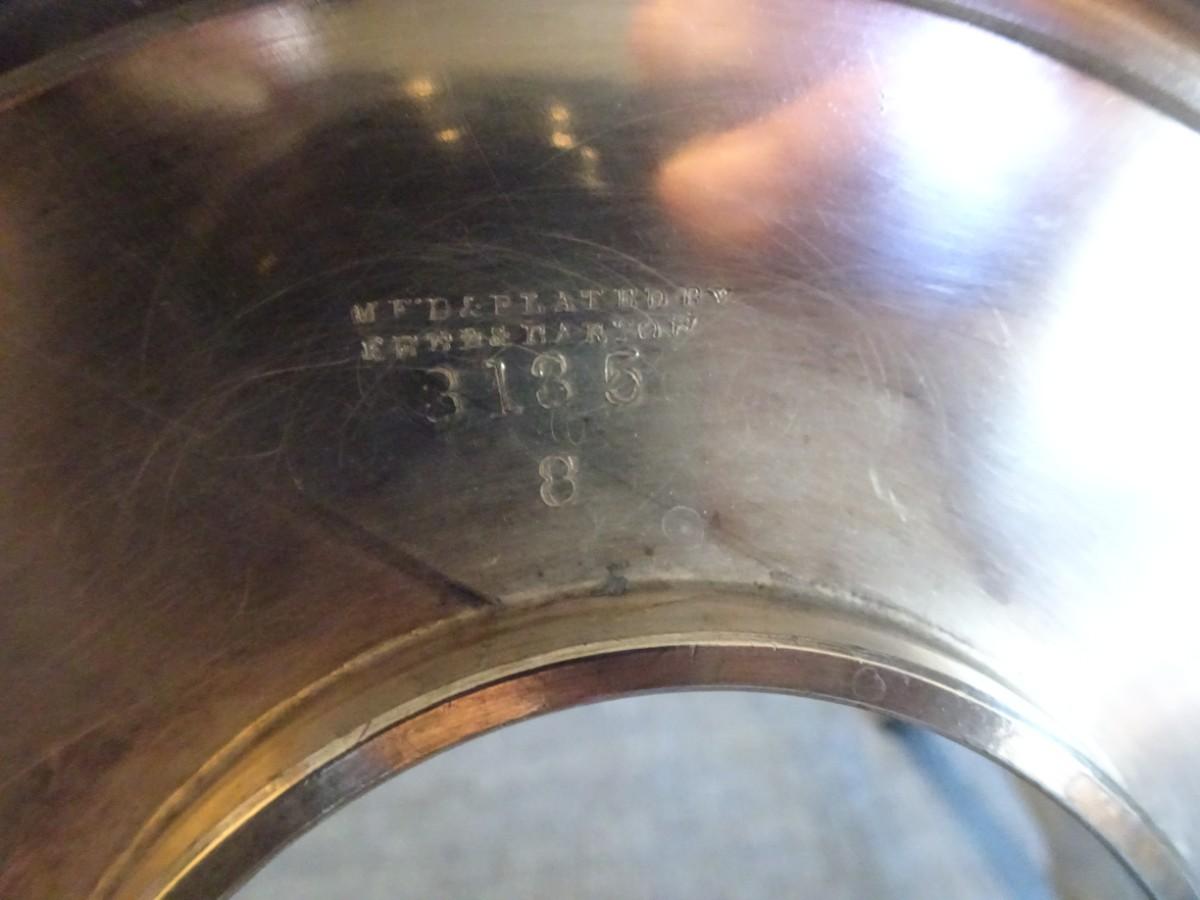 MF'D & PLATED BY
REED & BARTON
3135
8